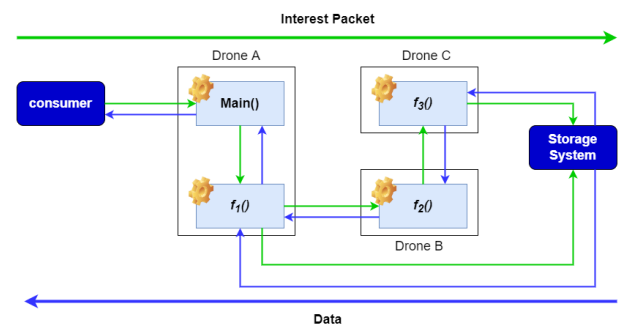 Interest Packet
Drone A
Drone C
consumer
Main()
f3()
Storage
System
f1()
f2()
Drone B
Data